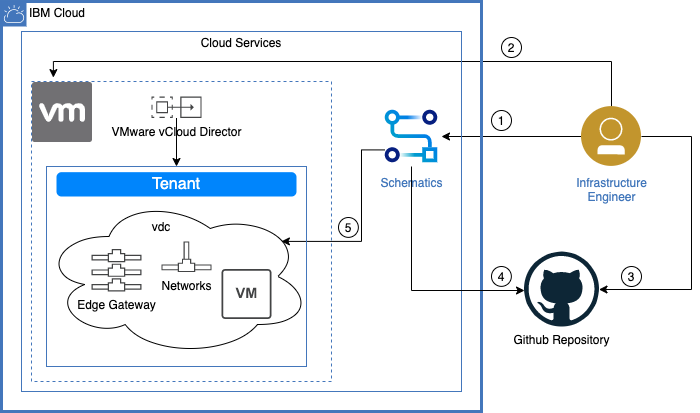 IBM Cloud
Cloud Services
2
vm
VMware vCloud Director
1
Schematics
Infrastructure
Engineer
Tenant
vdc
5
Edge Gateway
Networks
VM
4
3
Github Repository